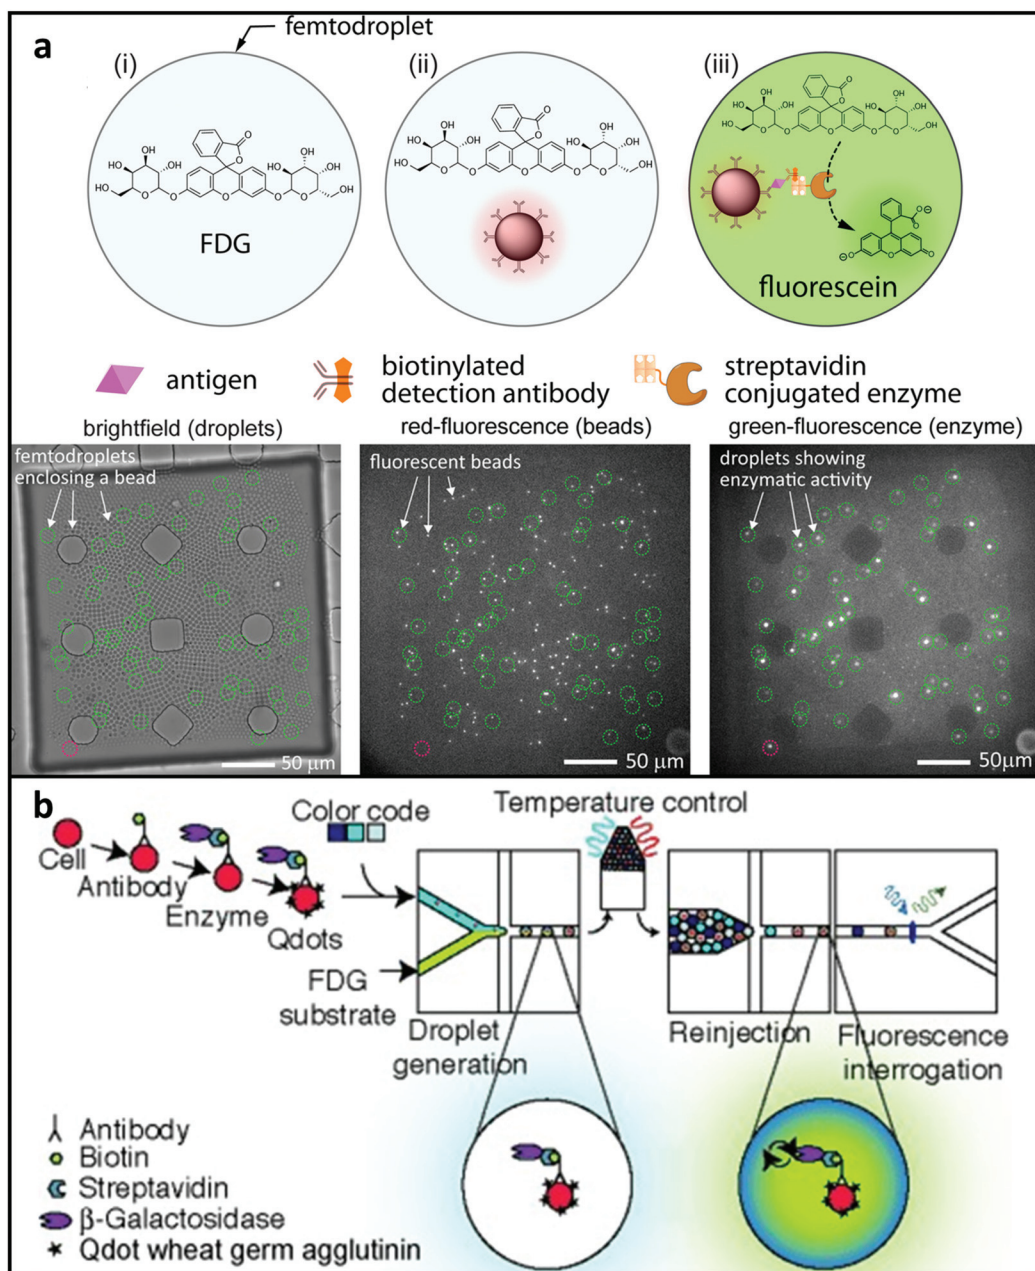 a
femtodroplet
(i)
(ii)
(iii)
FDG
fluorescein
antigen
biotinylated
detection antibody
streptavidin
conjugated enzyme
brightfield (droplets)
femtodroplets
enclosing a bead
50 μm
red-fluorescence (beads)
fluorescent beads
50 μm
green-fluorescence (enzyme)
droplets showing
enzymatic activity
50μm
b
Cell
Antibody
Enzyme
Qdots
Color code
FDG
substrate
Temperature control
Droplet
generation
Reinjection
Fluorescence
interrogation
Antibody
Biotin
Streptavidin
β-Galactosidase
Qdot wheat germ agglutinin